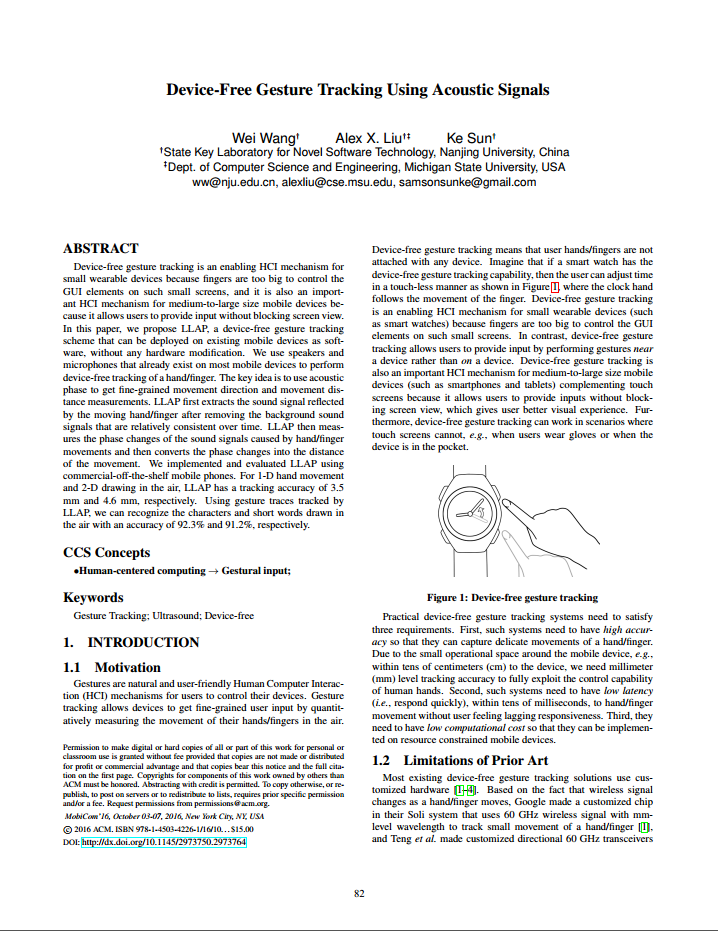 Device-Free Gesture Tracking Using Acoustic Signals
Wei Wang† Alex X. Liu†‡ Ke Sun†
†State Key Laboratory for Novel Software Technology, Nanjing University, China
‡Dept. of Computer Science and Engineering, Michigan State University, USA
ww@nju.edu.cn, alexliu@cse.msu.edu, samsonsunke@gmail.com
ABSTRACT
Device-free gesture tracking is an enabling HCI mechanism for
small wearable devices because fingers are too big to control the
GUI elements on such small screens, and it is also an import-
ant HCI mechanism for medium-to-large size mobile devices be-
cause it allows users to provide input without blocking screen view.
In this paper, we propose LLAP, a device-free gesture tracking
scheme that can be deployed on existing mobile devices as soft-
ware, without any hardware modification. We use speakers and
microphones that already exist on most mobile devices to perform
device-free tracking of a hand/finger. The key idea is to use acoustic
phase to get fine-grained movement direction and movement dis-
tance measurements. LLAP first extracts the sound signal reflected
by the moving hand/finger after removing the background sound
signals that are relatively consistent over time. LLAP then meas-
ures the phase changes of the sound signals caused by hand/finger
movements and then converts the phase changes into the distance
of the movement. We implemented and evaluated LLAP using
commercial-off-the-shelf mobile phones. For 1-D hand movement
and 2-D drawing in the air, LLAP has a tracking accuracy of 3.5
mm and 4.6 mm, respectively. Using gesture traces tracked by
LLAP, we can recognize the characters and short words drawn in
the air with an accuracy of 92.3% and 91.2%, respectively.
CCS Concepts
•Human-centered computing → Gestural input;
Keywords
Gesture Tracking; Ultrasound; Device-free
1. INTRODUCTION
1.1 Motivation
Gestures are natural and user-friendly Human Computer Interac-
tion (HCI) mechanisms for users to control their devices. Gesture
tracking allows devices to get fine-grained user input by quantit-
atively measuring the movement of their hands/fingers in the air.
Permission to make digital or hard copies of all or part of this work for personal or
classroom use is granted without fee provided that copies are not made or distributed
for profit or commercial advantage and that copies bear this notice and the full cita-
tion on the first page. Copyrights for components of this work owned by others than
ACM must be honored. Abstracting with credit is permitted. To copy otherwise, or re-
publish, to post on servers or to redistribute to lists, requires prior specific permission
and/or a fee. Request permissions from permissions@acm.org.
MobiCom'16, October 03-07, 2016, New York City, NY, USA
© 2016 ACM. ISBN 978-1-4503-4226-1/16/10...$15.00
DOI: http://dx.doi.org/10.1145/2973750.2973764
Device-free gesture tracking means that user hands/fingers are not
attached with any device. Imagine that if a smart watch has the
device-free gesture tracking capability, then the user can adjust time
in a touch-less manner as shown in Figure 1, where the clock hand
follows the movement of the finger. Device-free gesture tracking
is an enabling HCI mechanism for small wearable devices (such
as smart watches) because fingers are too big to control the GUI
elements on such small screens. In contrast, device-free gesture
tracking allows users to provide input by performing gestures near
a device rather than on a device. Device-free gesture tracking is
also an important HCI mechanism for medium-to-large size mobile
devices (such as smartphones and tablets) complementing touch
screens because it allows users to provide inputs without block-
ing screen view, which gives user better visual experience. Fur-
thermore, device-free gesture tracking can work in scenarios where
touch screens cannot, e.g., when users wear gloves or when the
device is in the pocket.
Figure 1: Device-free gesture tracking
Practical device-free gesture tracking systems need to satisfy
three requirements. First, such systems need to have high accur-
acy so that they can capture delicate movements of a hand/finger.
Due to the small operational space around the mobile device, e.g.,
within tens of centimeters (cm) to the device, we need millimeter
(mm) level tracking accuracy to fully exploit the control capability
of human hands. Second, such systems need to have low latency
(i.e., respond quickly), within tens of milliseconds, to hand/finger
movement without user feeling lagging responsiveness. Third, they
need to have low computational cost so that they can be implemen-
ted on resource constrained mobile devices.
1.2 Limitations of Prior Art
Most existing device-free gesture tracking solutions use cus-
tomized hardware [1–4]. Based on the fact that wireless signal
changes as a hand/finger moves, Google made a customized chip
in their Soli system that uses 60 GHz wireless signal with mm-
level wavelength to track small movement of a hand/finger [1],
and Teng et al. made customized directional 60 GHz transceivers
82